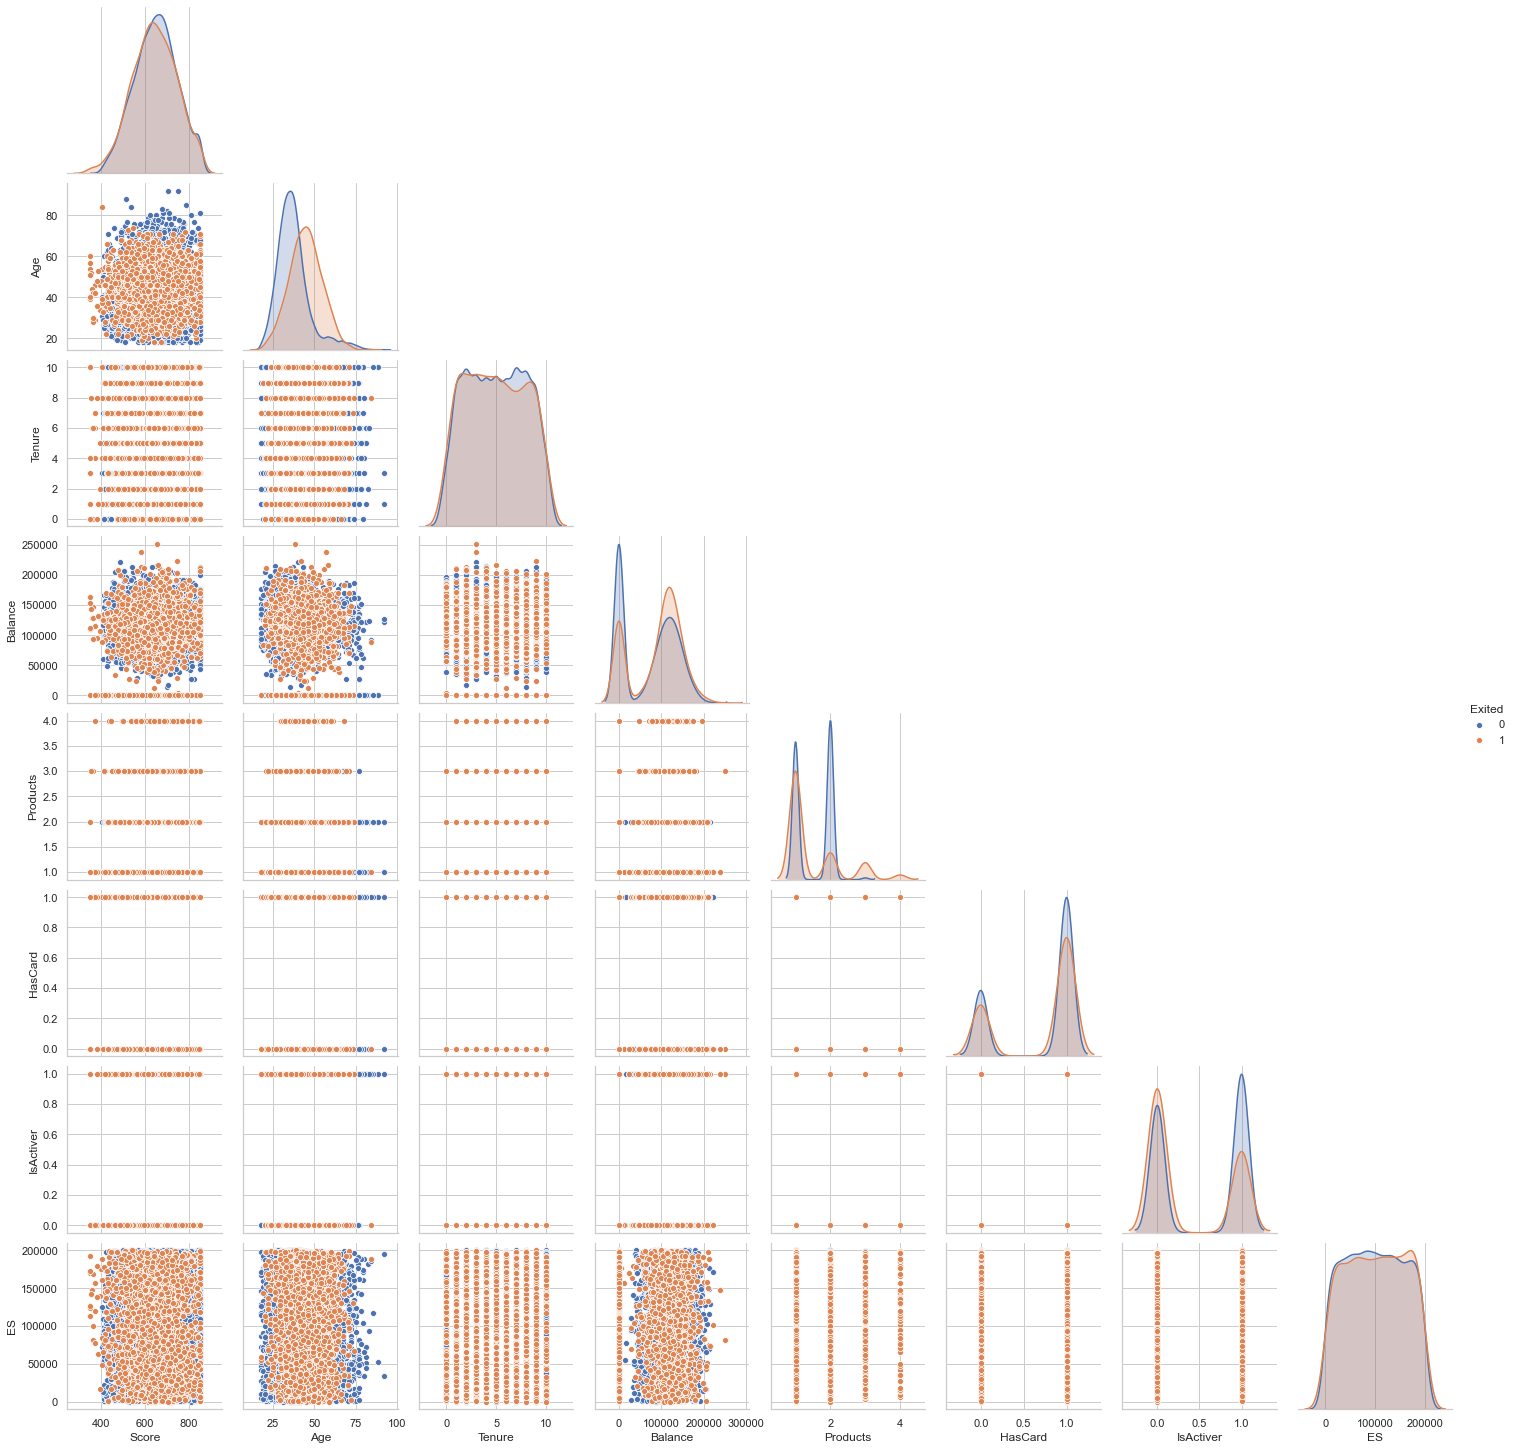 Age
80
60
40
20
Tenure
10
8
6
4
2
0
Balance
250000
200000
150000
100000
50000
0
Products
4.0
3.5
3.0
2.5
2.0
1.5
1.0
Exited
0
1
HasCard
1.0
0.8
0.6
0.4
0.2
0.0
IsActiver
1.0
0.8
0.6
0.4
0.2
0.0
ES
200000
150000
100000
50000
0
400 600 800
Score
25 50 75 100
Age
0 5 10
Tenure
0 100000 200000 300000
Balance
2 4
Products
0.0 0.5 1.0
HasCard
0.0 0.5 1.0
IsActiver
0 100000 200000
ES